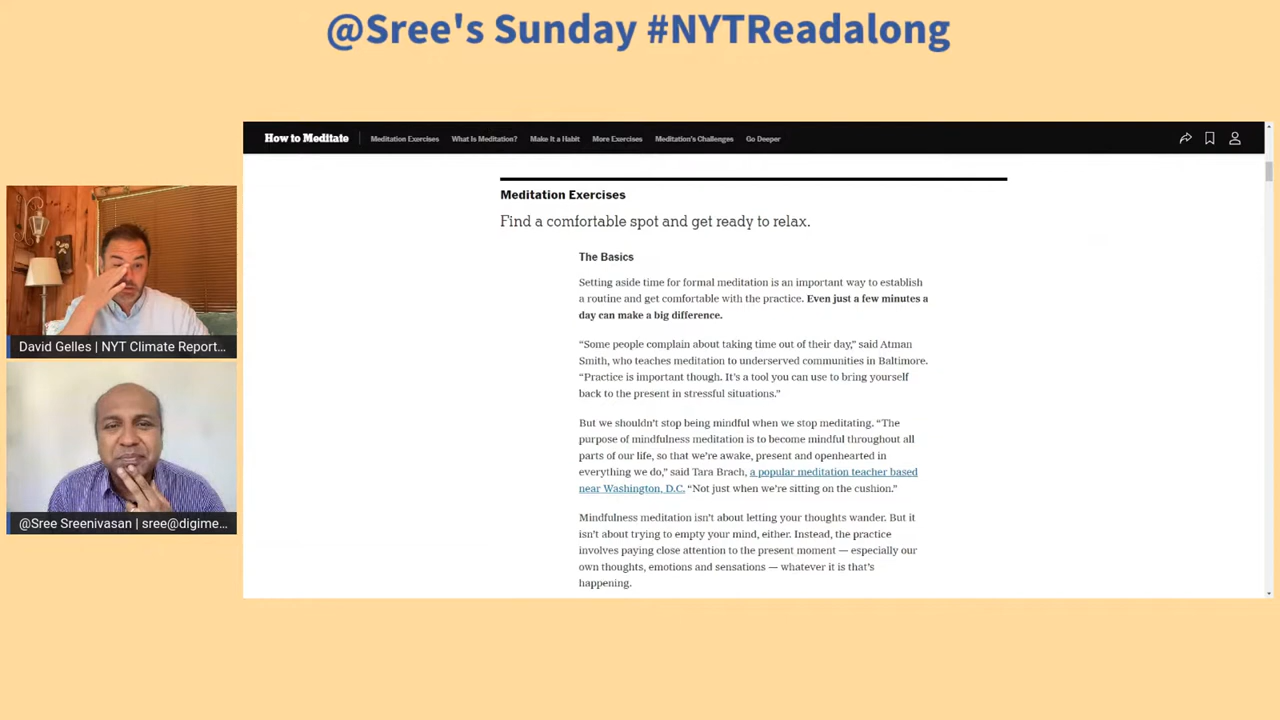 @Sree's Sunday #NYTReadalong
How to Meditate
Meditation Exercises
What Is Meditation?
Make It a Habit
More Exercises
Meditation's Challenges
Go Deeper
Meditation Exercises
Find a comfortable spot and get ready to relax.
The Basics
Setting aside time for formal meditation is an important way to establish
a routine and get comfortable with the practice. Even just a few minutes a
day can make a big difference.
“Some people complain about taking time out of their day,” said Atman
Smith, who teaches meditation to underserved communities in Baltimore.
“Practice is important though. It’s a tool you can use to bring yourself
back to the present in stressful situations.”
But we shouldn’t stop being mindful when we stop meditating. “The
purpose of mindfulness meditation is to become mindful throughout all
parts of our life, so that we’re awake, present and openhearted in
everything we do,” said Tara Brach, a popular meditation teacher based
near Washington, D.C. “Not just when we’re sitting on the cushion.”
Mindfulness meditation isn’t about letting your thoughts wander. But it
isn’t about trying to empty your mind, either. Instead, the practice
involves paying close attention to the present moment — especially our
own thoughts, emotions and sensations — whatever it is that’s
happening.
David Gelles | NYT Climate Report...
@Sree Sreenivasan | sree@digime...